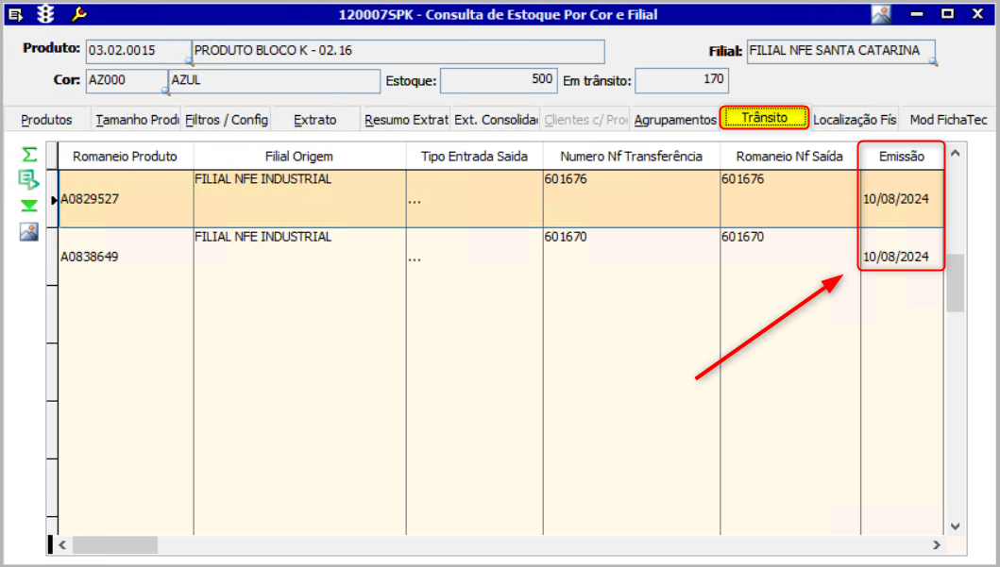 120007SPK - Consulta de Estoque Por Cor e Filial
Produto: 03.02.0015 PRODUTO BLOCO K - 02.16 Filial: FILIAL NFE SANTA CATARINA
Cor: AZ000 AZUL Estoque: 500 Em trânsito: 170
Produtos Tamanho Prod Filtros / Config Extrato Resumo Extrat Ext. Consolida Clientes c/ Pro Agrupamentos Trânsito Localização Fís Mod FichaTec
Romaneio Produto Filial Origem Tipo Entrada Saida Numero Nf Transferência Romaneio Nf Saída Emissão
A0829527 FILIAL NFE INDUSTRIAL ... 601676 601676 10/08/2024
A0838649 FILIAL NFE INDUSTRIAL ... 601670 601670 10/08/2024